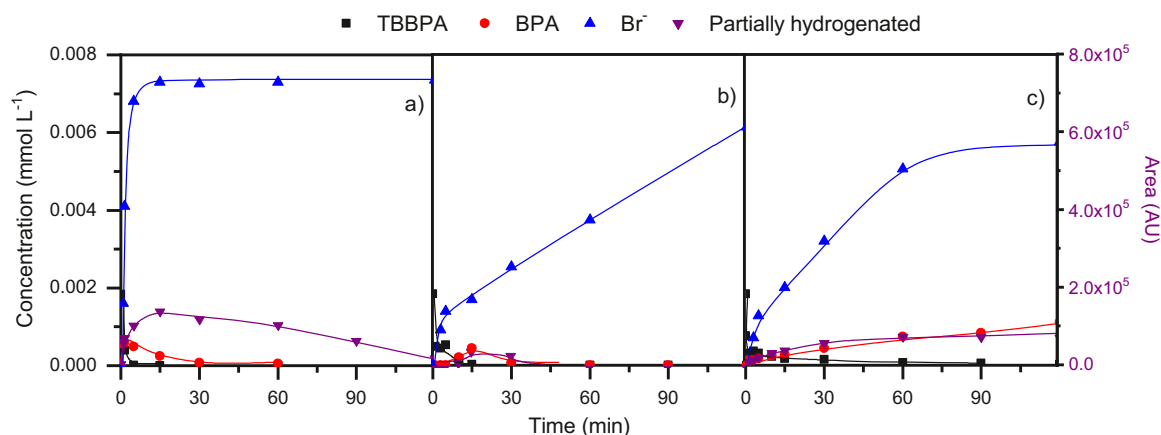 TBBPA BPA Br⁻ Partially hydrogenated
0.008 8.0x10⁵
a) b) c)
0.006 6.0x10⁵
0.004 4.0x10⁵
0.002 2.0x10⁵
0.000 0.0
Concentration (mmol L⁻¹)
Area (AU)
0 30 60 90 0 30 60 90 0 30 60 90
Time (min)